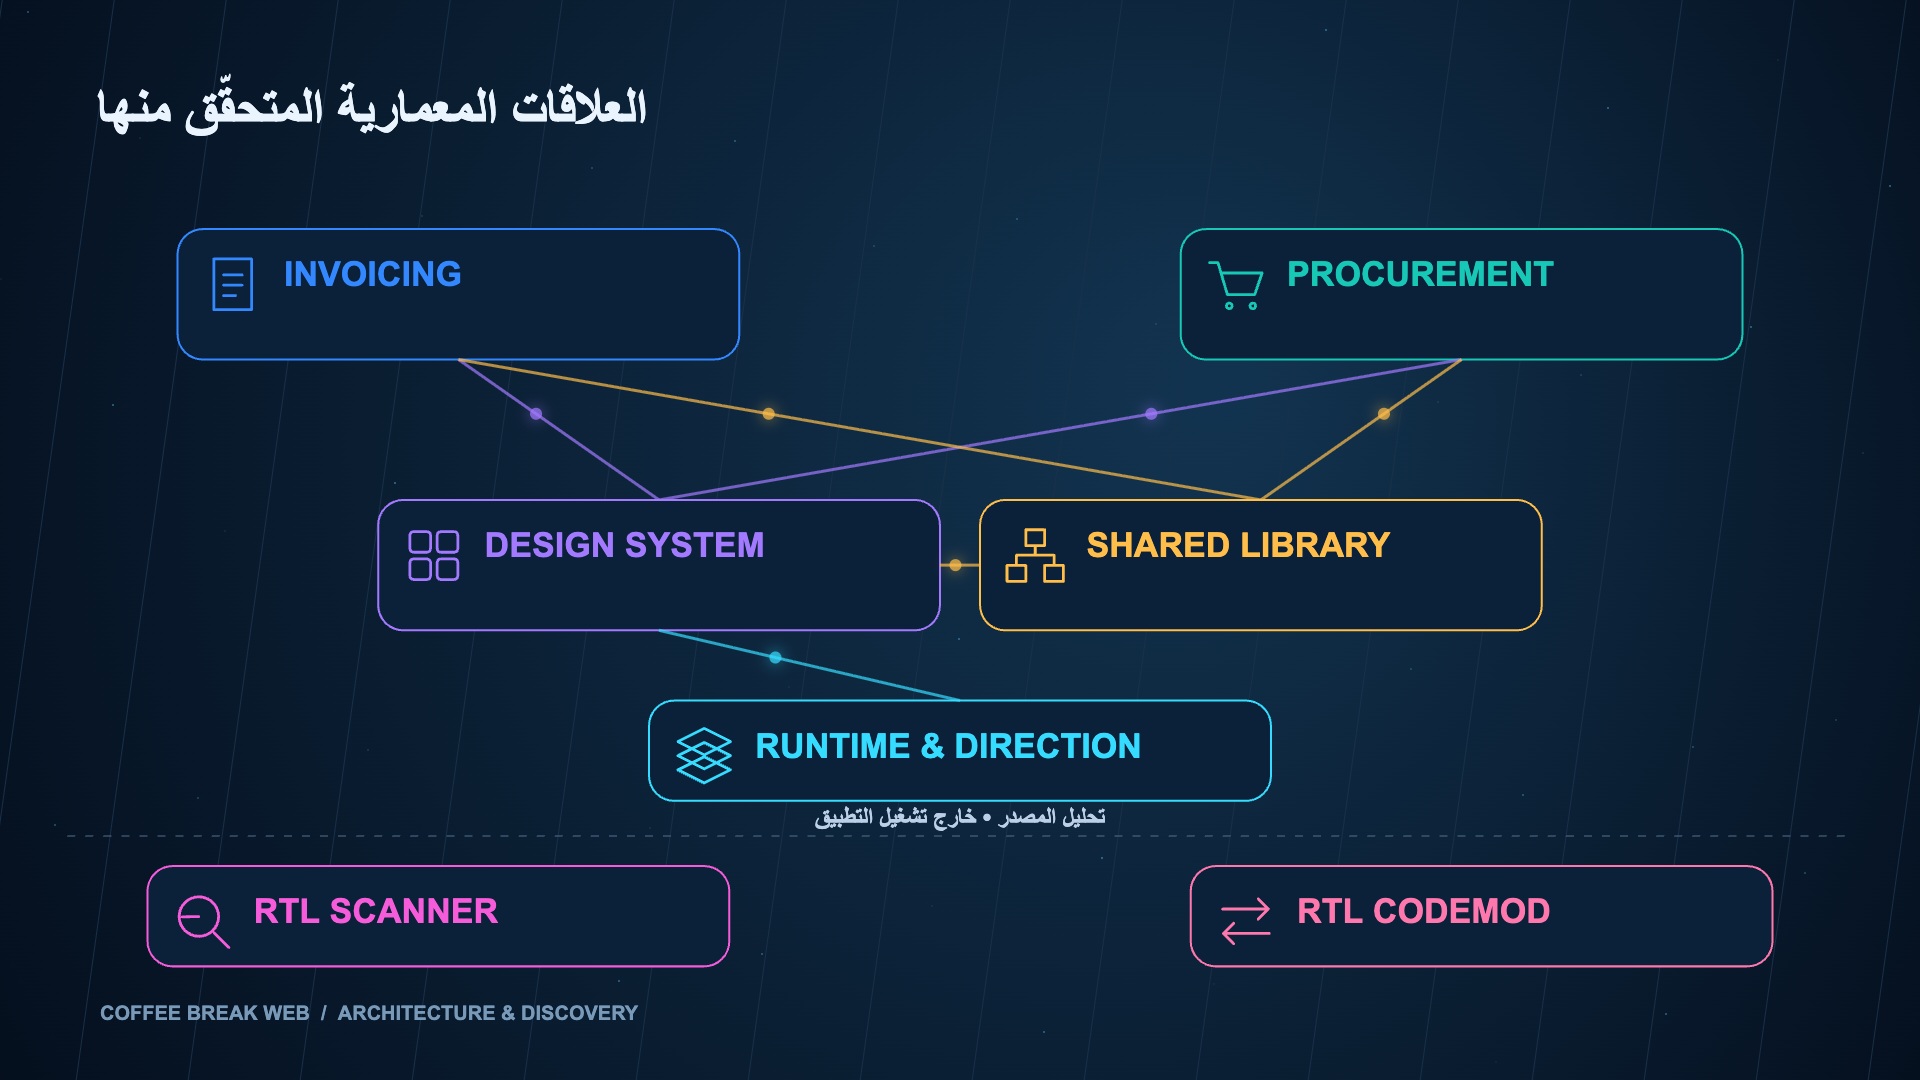 العلاقات المعمارية المتحقّق منها
INVOICING
PROCUREMENT
DESIGN SYSTEM
SHARED LIBRARY
RUNTIME & DIRECTION
تحليل المصدر • خارج تشغيل التطبيق
RTL SCANNER
RTL CODEMOD
COFFEE BREAK WEB / ARCHITECTURE & DISCOVERY